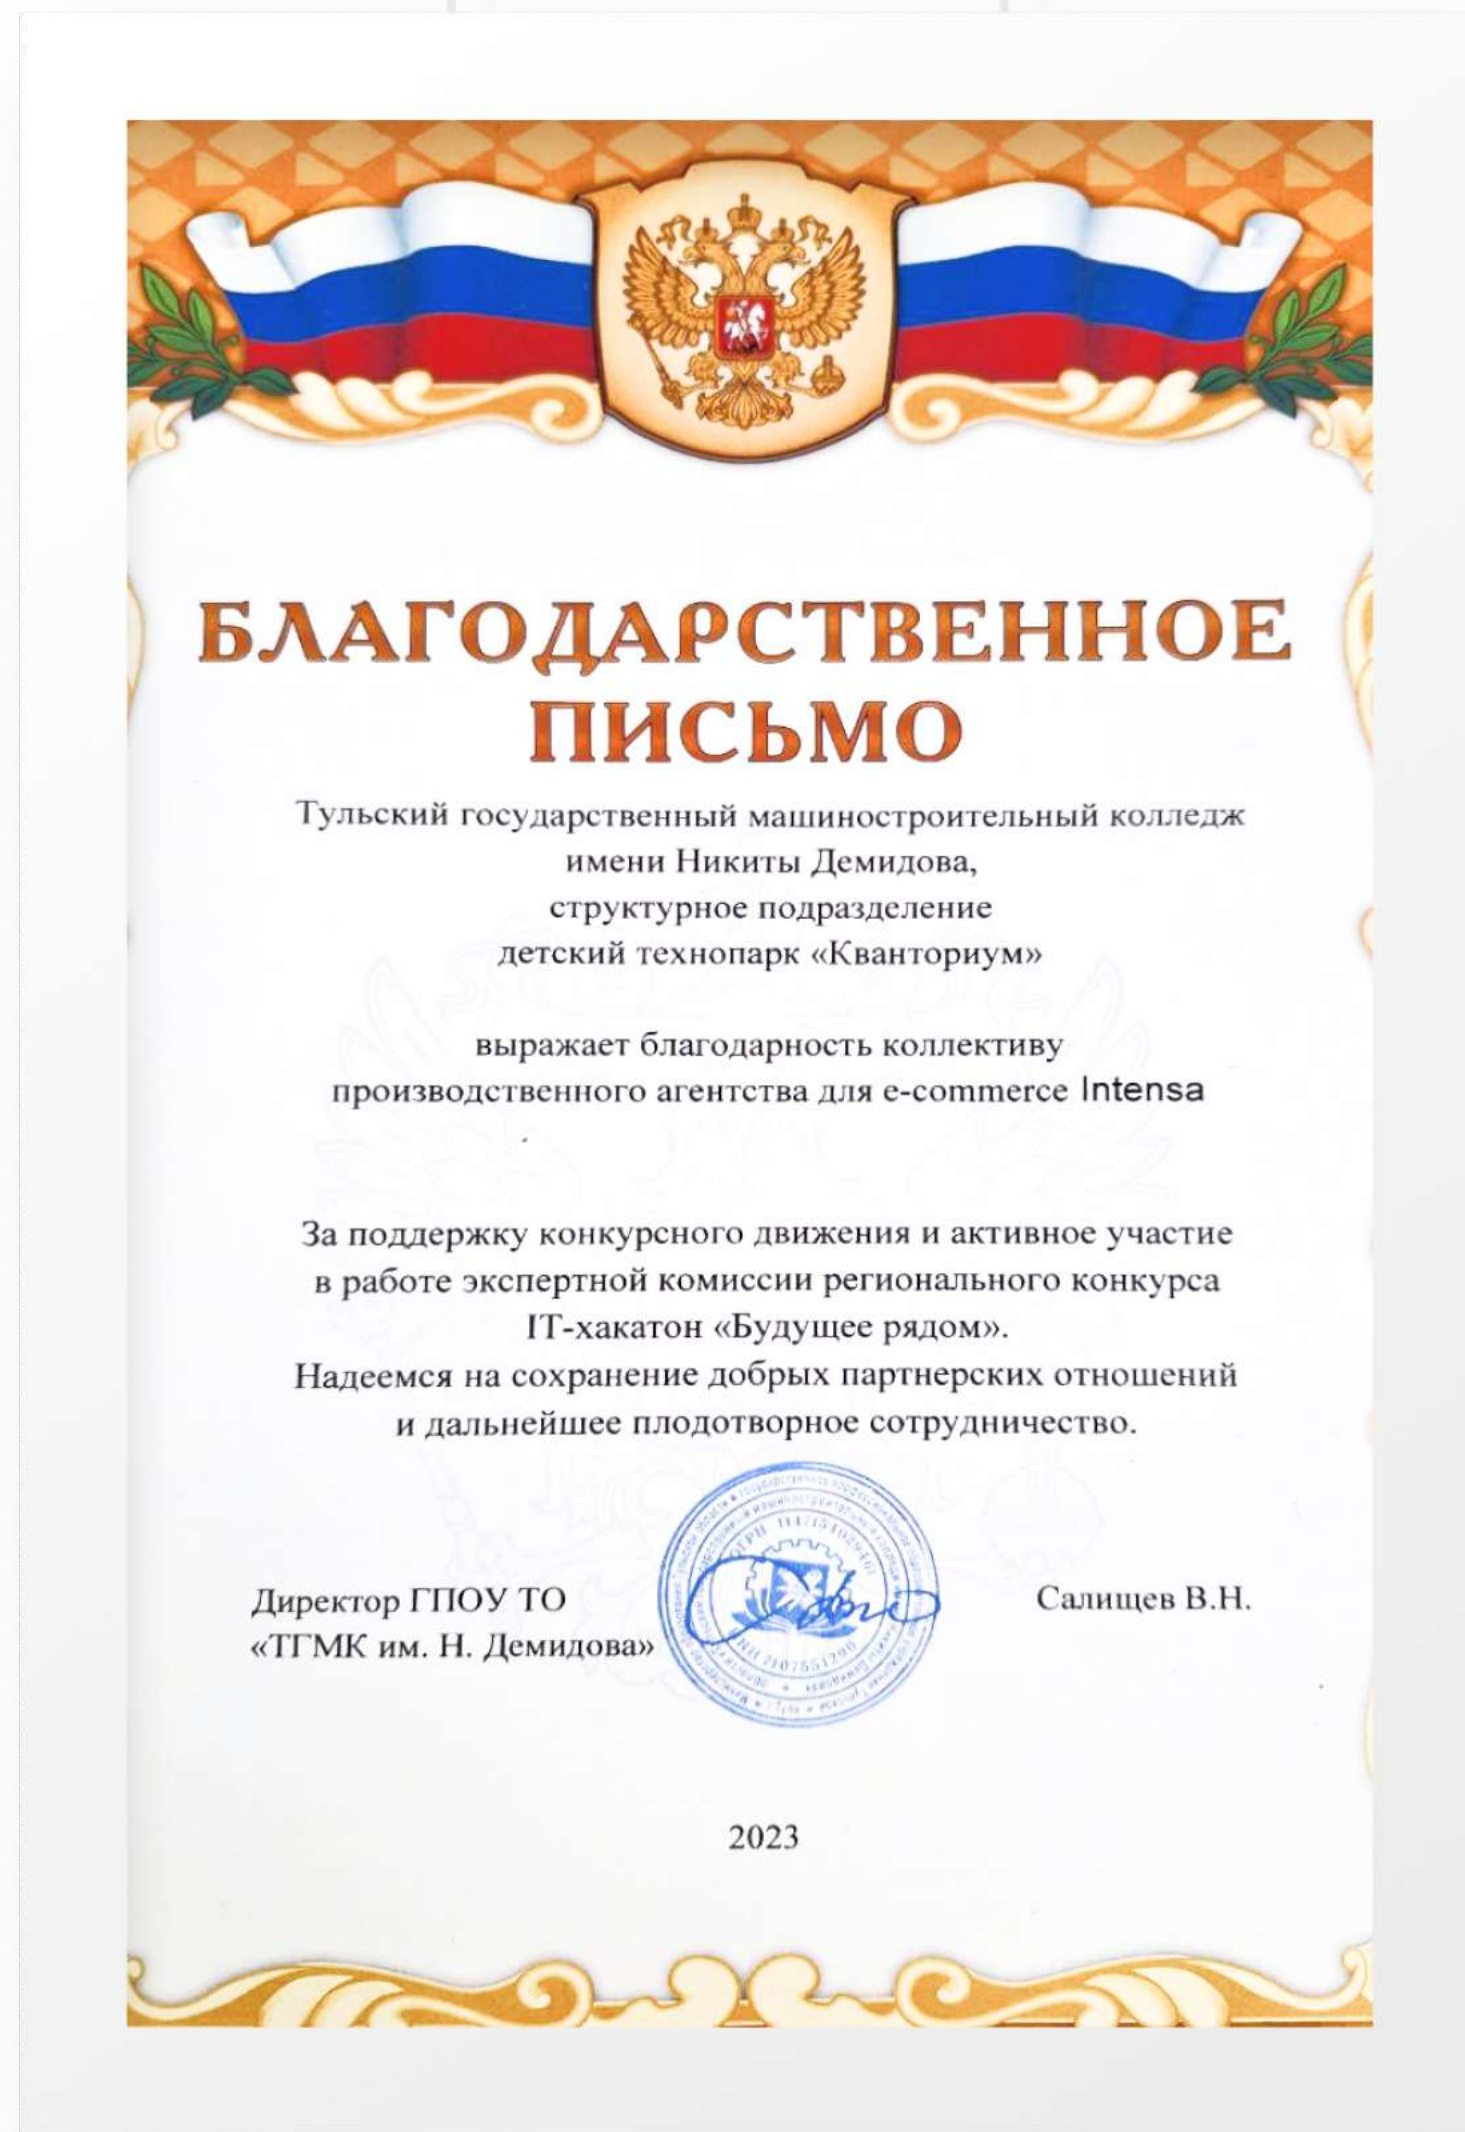 БЛАГОДАРСТВЕННОЕ
ПИСЬМО
Тульский государственный машиностроительный колледж
имени Никиты Демидова,
структурное подразделение
детский технопарк «Кванториум»
выражает благодарность коллективу
производственного агентства для e-commerce Intensa
За поддержку конкурсного движения и активное участие
в работе экспертной комиссии регионального конкурса
IT-хакатон «Будущее рядом».
Надеемся на сохранение добрых партнерских отношений
и дальнейшее плодотворное сотрудничество.
Директор ГПОУ ТО
«ТГМК им. Н. Демидова»
Салищев В.Н.
2023